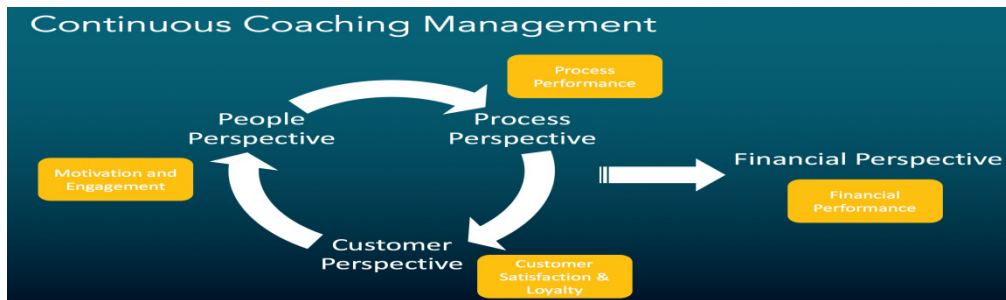 Continuous Coaching Management
Process
Performance
People
Perspective
Process
Perspective
Motivation and
Engagement
Financial Perspective
Financial
Performance
Customer
Perspective
Customer
Satisfaction &
Loyalty